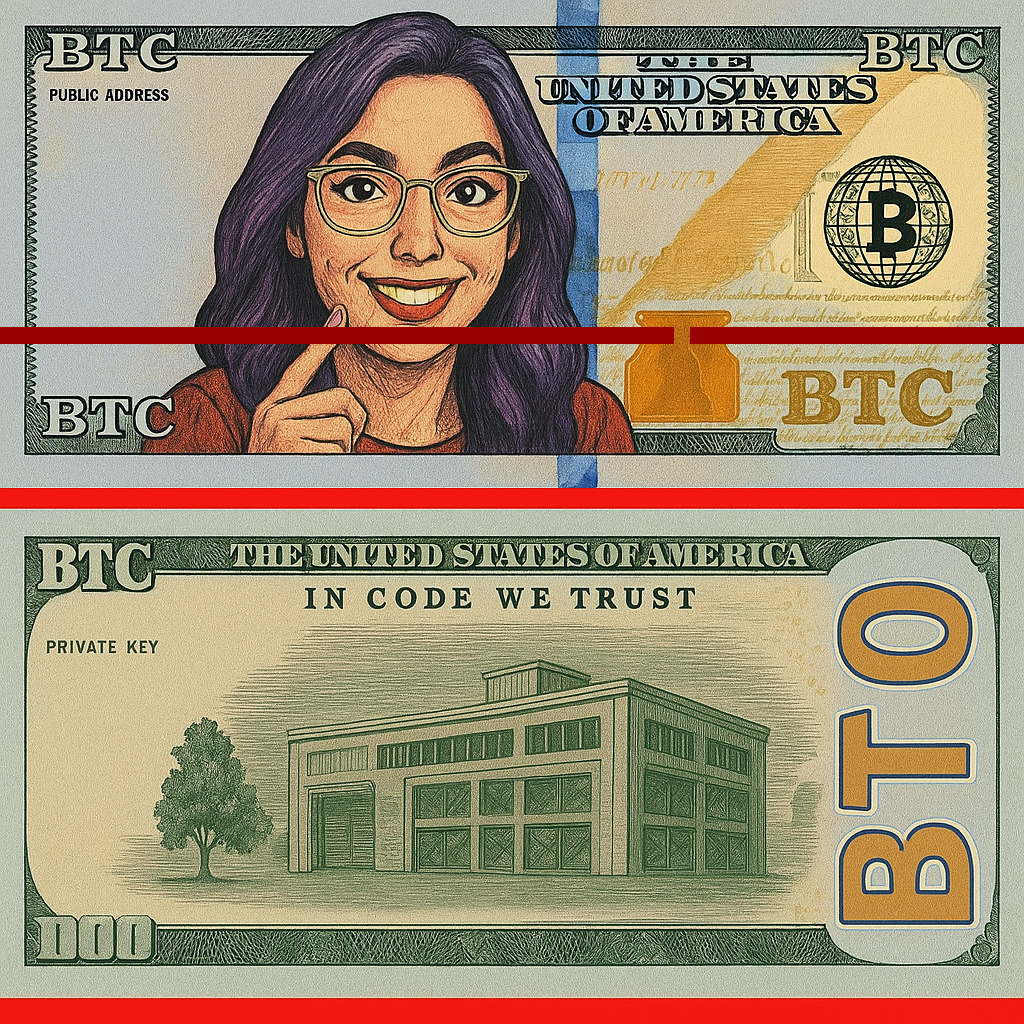 BTC
BTC
PUBLIC ADDRESS
THE
UNITED STATES
OF AMERICA
B
BTC
BTC
BTC
THE UNITED STATES OF AMERICA
IN CODE WE TRUST
PRIVATE KEY
BTO
DOO